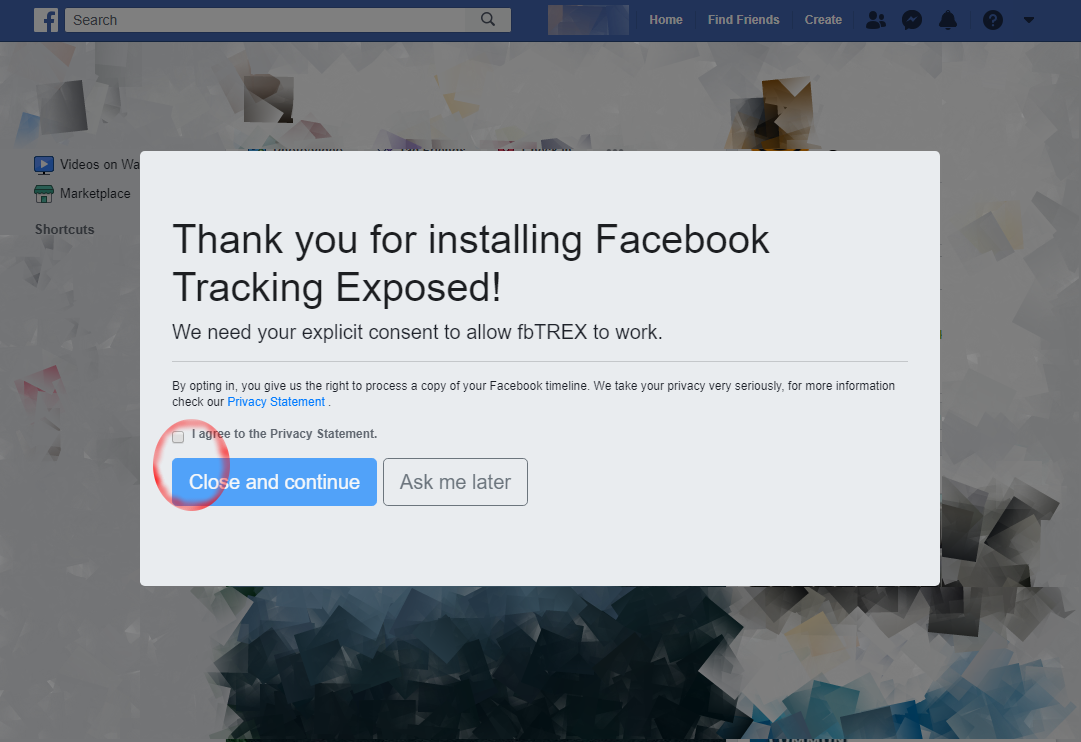 f
Search
Home
Find Friends
Create
Videos on Wa
Marketplace
Shortcuts
Thank you for installing Facebook
Tracking Exposed!
We need your explicit consent to allow fbTREX to work.
By opting in, you give us the right to process a copy of your Facebook timeline. We take your privacy very seriously, for more information
check our Privacy Statement .
I agree to the Privacy Statement.
Close and continue
Ask me later